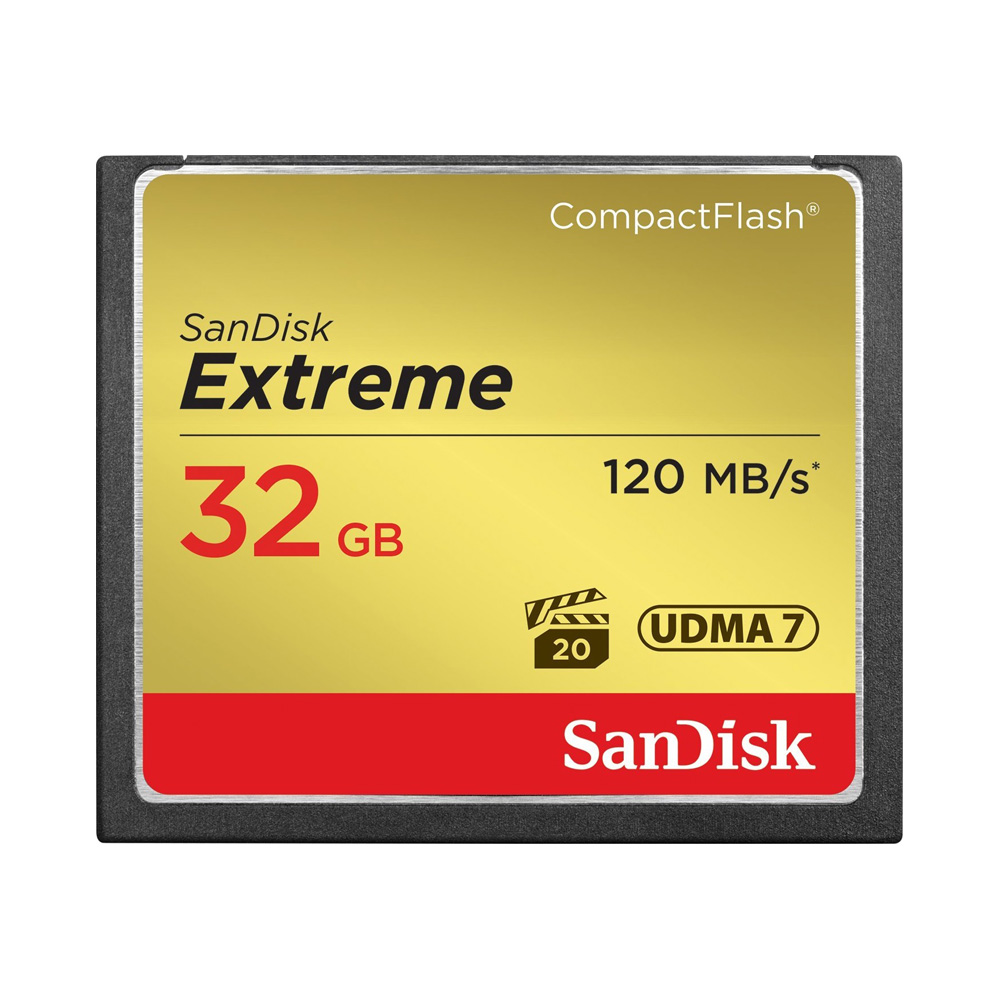 CompactFlash®
SanDisk
Extreme
32 GB
120 MB/s*
20
UDMA 7
SanDisk